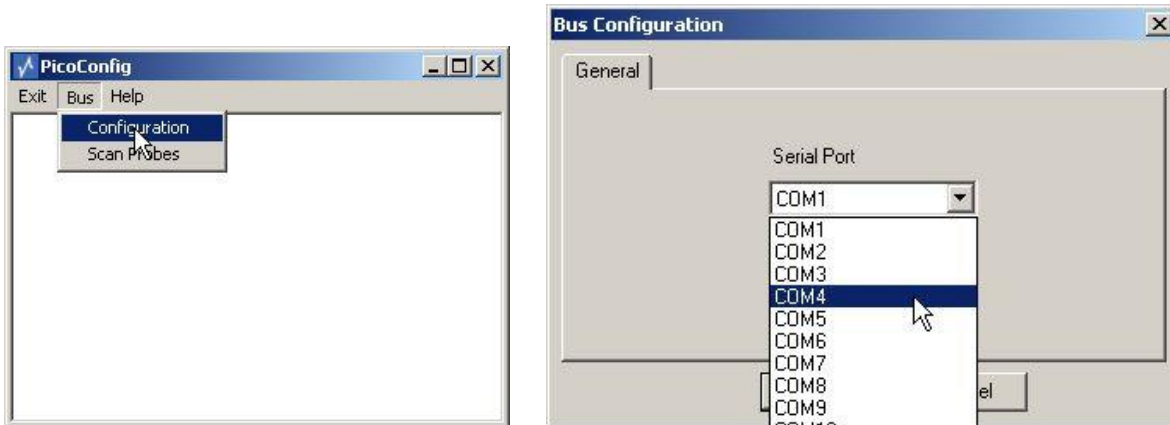 PicoConfig
Exit Bus Help
Configuration
Scan Probes
Bus Configuration
General
Serial Port
COM1
COM1
COM2
COM3
COM4
COM5
COM6
COM7
COM8
COM9